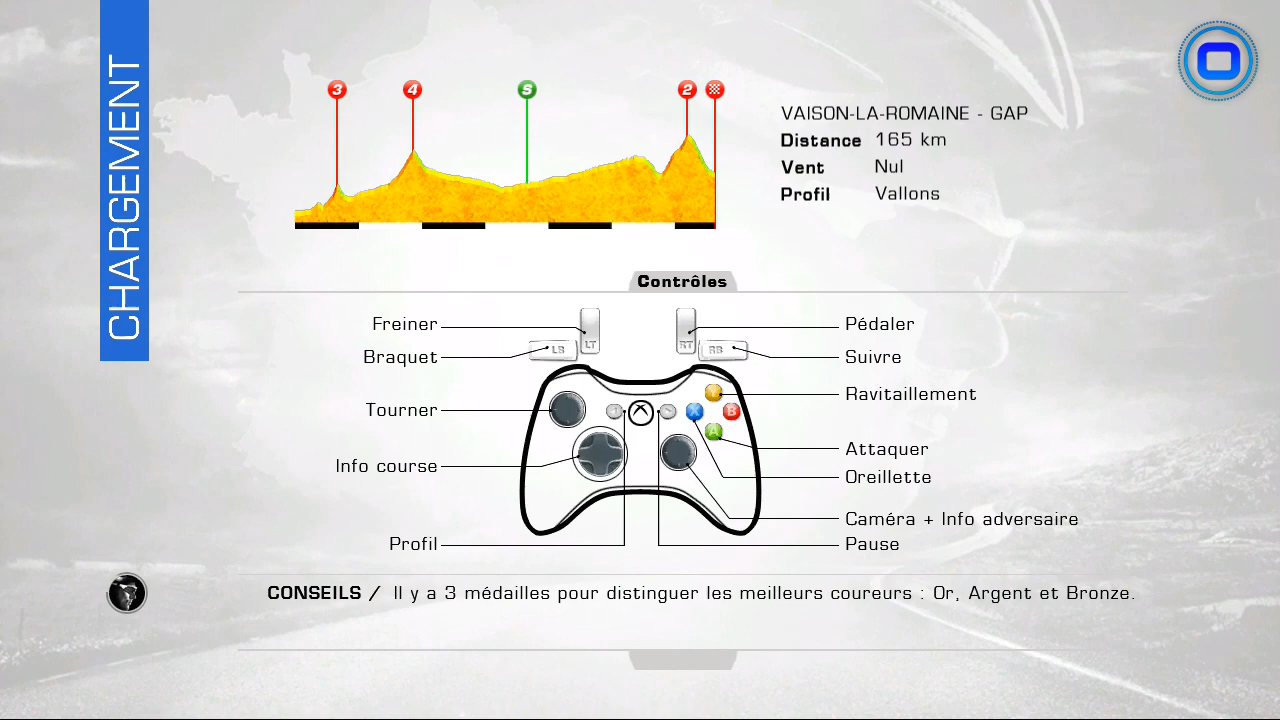 CHARGEMENT
3 4 S 2
VAISON-LA-ROMAINE - GAP
Distance 165 km
Vent Nul
Profil Vallons
Contrôles
Freiner
Braquet
Tourner
Info course
Profil
LT
LB
RT
RB
Y
X
B
A
Pédaler
Suivre
Ravitaillement
Attaquer
Oreillette
Caméra + Info adversaire
Pause
CONSEILS / Il y a 3 médailles pour distinguer les meilleurs coureurs : Or, Argent et Bronze.